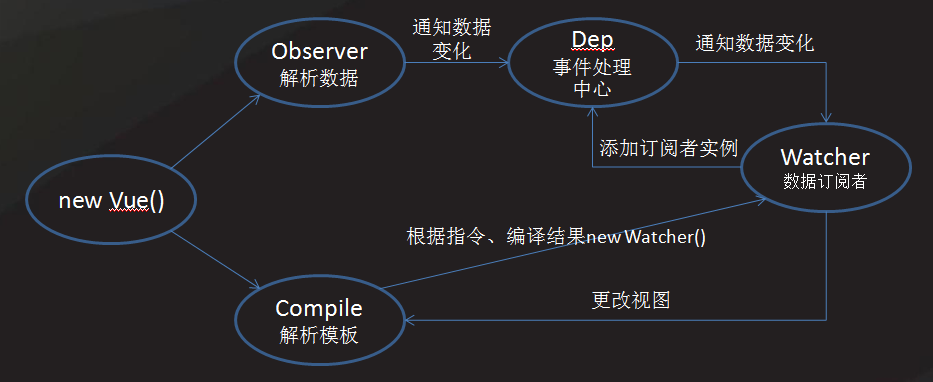 Observer
解析数据
通知数据
变化
Dep
事件处理
中心
通知数据变化
添加订阅者实例
Watcher
数据订阅者
new Vue()
根据指令、编译结果new Watcher()
Compile
解析模板
更改视图